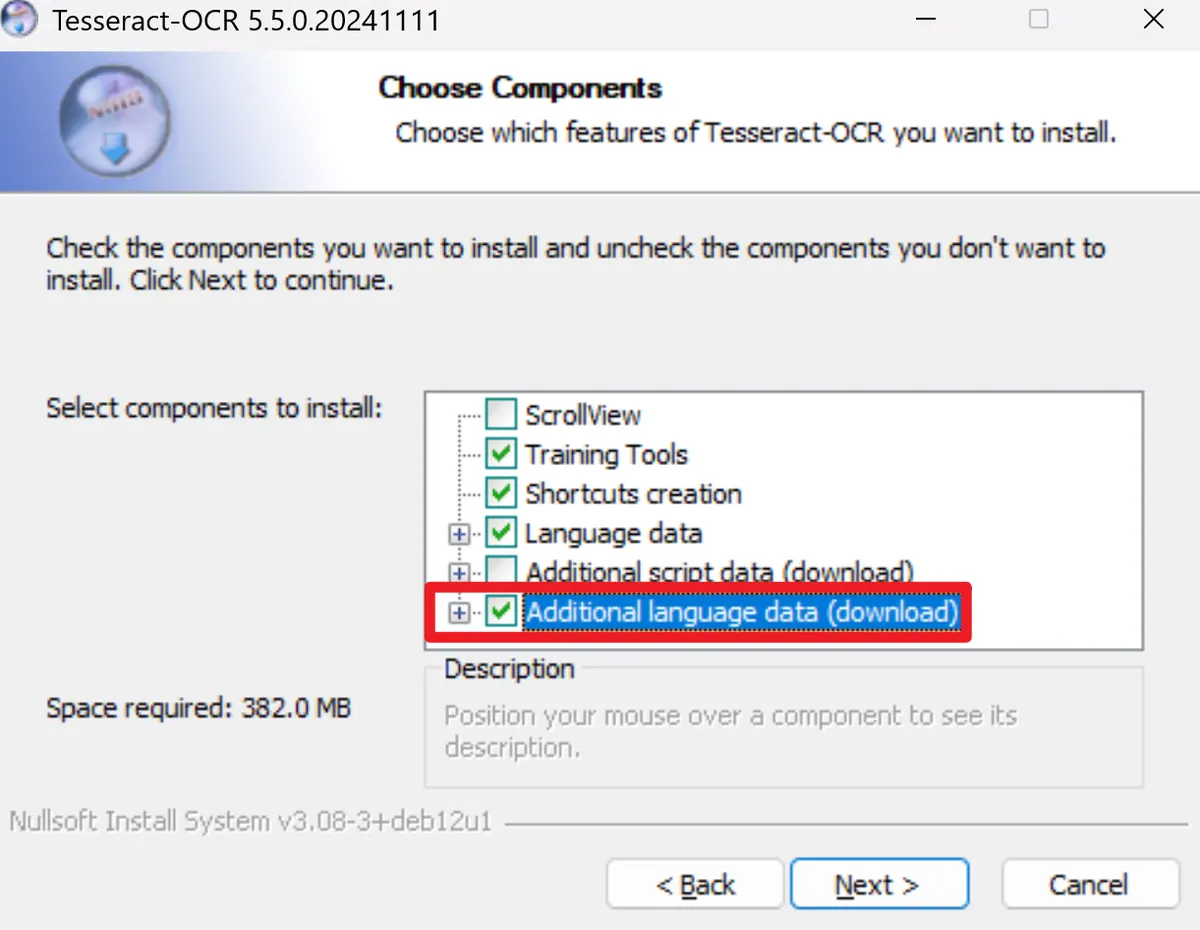 Tesseract-OCR 5.5.0.20241111
Choose Components
Choose which features of Tesseract-OCR you want to install.
Check the components you want to install and uncheck the components you don't want to
install. Click Next to continue.
Select components to install:
ScrollView
Training Tools
Shortcuts creation
Language data
Additional script data (download)
Additional language data (download)
Space required: 382.0 MB
Description
Position your mouse over a component to see its
description.
Nullsoft Install System v3.08-3+deb12u1
< Back
Next >
Cancel